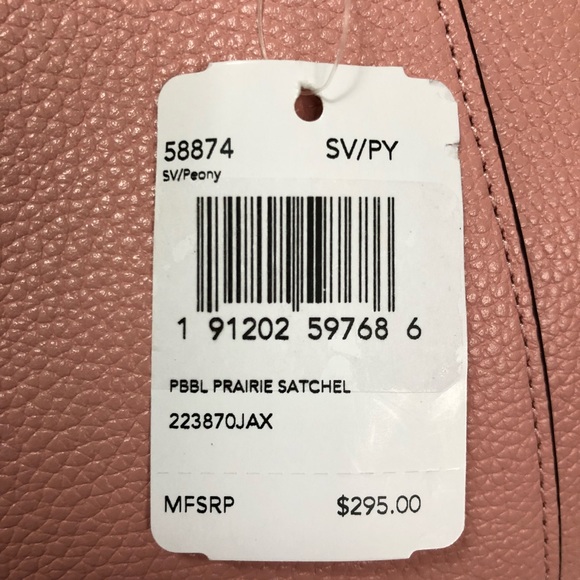 58874 SV/PY
SV/Peony
1 91202 59768 6
PBBL PRAIRIE SATCHEL
223870JAX
MFSRP $295.00